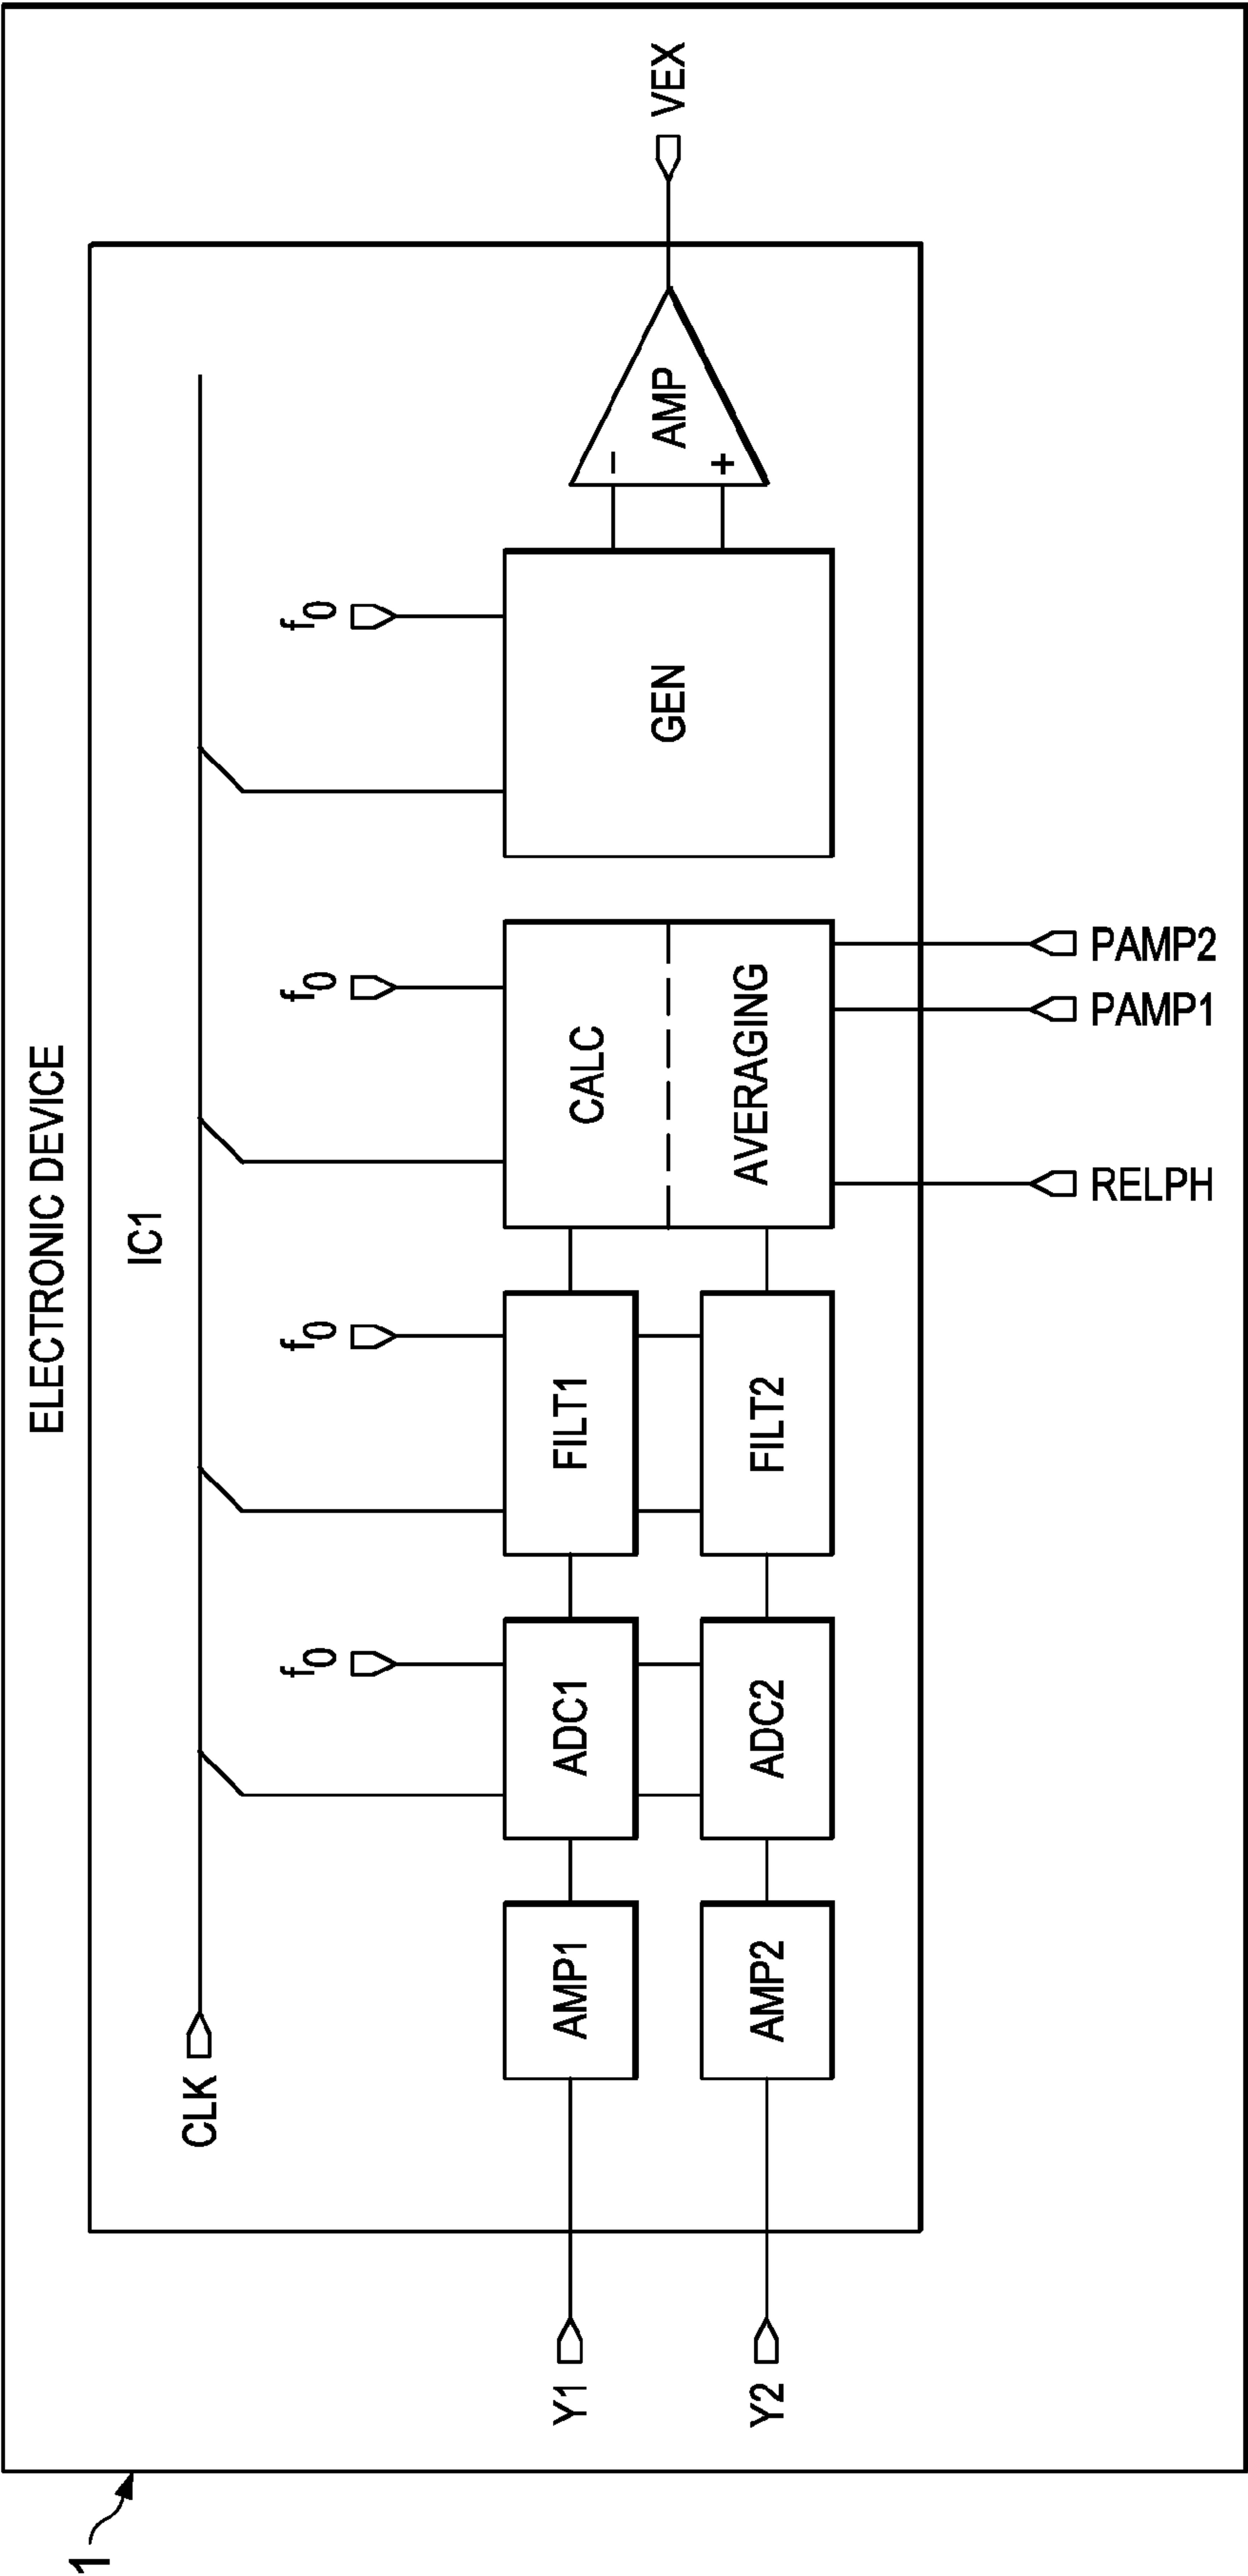 ELECTRONIC DEVICE
IC1
CLK
f0
f0
f0
f0
Y1
AMP1
ADC1
FILT1
CALC
GEN
AMP
-
+
VEX
Y2
AMP2
ADC2
FILT2
AVERAGING
RELPH
PAMP1
PAMP2
1